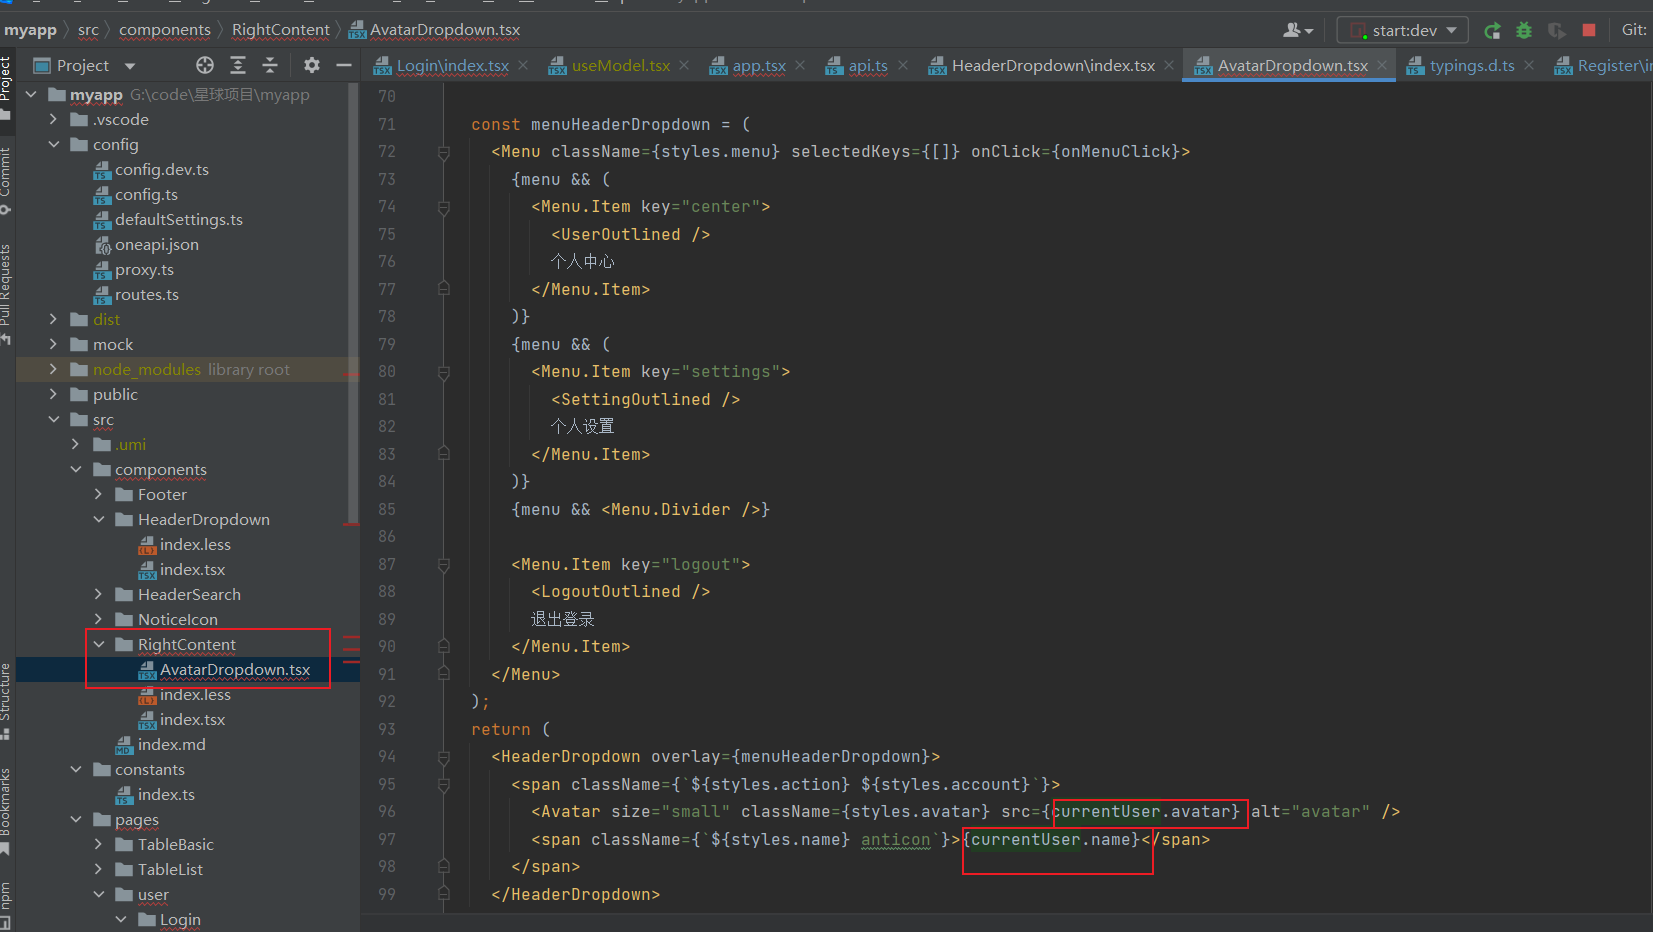 myapp src components RightContent AvatarDropdown.tsx start:dev Git:
Project Login\index.tsx useModel.tsx app.tsx api.ts HeaderDropdown\index.tsx AvatarDropdown.tsx typings.d.ts Register\in
Project
Commit
Pull Requests
Structure
Bookmarks
npm
myapp G:\code\星球项目\myapp
.vscode
config
config.dev.ts
config.ts
defaultSettings.ts
oneapi.json
proxy.ts
routes.ts
dist
mock
node_modules library root
public
src
.umi
components
Footer
HeaderDropdown
index.less
index.tsx
HeaderSearch
NoticeIcon
RightContent
AvatarDropdown.tsx
index.less
index.tsx
index.md
constants
index.ts
pages
TableBasic
TableList
user
Login
70
71 const menuHeaderDropdown = (
72 <Menu className={styles.menu} selectedKeys={[]} onClick={onMenuClick}>
73 {menu && (
74 <Menu.Item key="center">
75 <UserOutlined />
76 个人中心
77 </Menu.Item>
78 )}
79 {menu && (
80 <Menu.Item key="settings">
81 <SettingOutlined />
82 个人设置
83 </Menu.Item>
84 )}
85 {menu && <Menu.Divider />}
86
87 <Menu.Item key="logout">
88 <LogoutOutlined />
89 退出登录
90 </Menu.Item>
91 </Menu>
92 );
93 return (
94 <HeaderDropdown overlay={menuHeaderDropdown}>
95 <span className={`${styles.action} ${styles.account}`}>
96 <Avatar size="small" className={styles.avatar} src={currentUser.avatar} alt="avatar" />
97 <span className={`${styles.name} anticon`}>{currentUser.name}</span>
98 </span>
99 </HeaderDropdown>